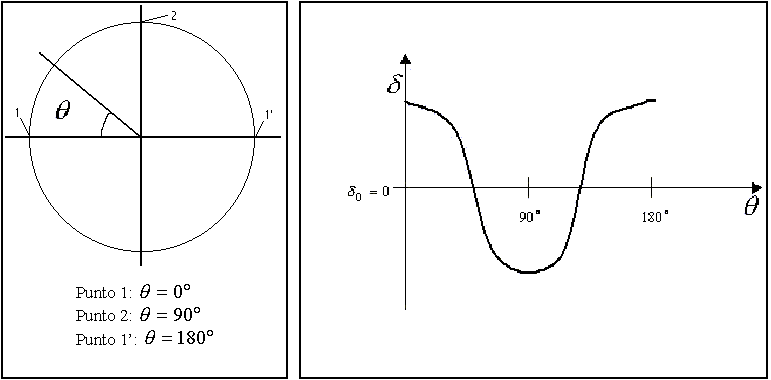 2
1
θ
1'
Punto 1: θ = 0°
Punto 2: θ = 90°
Punto 1’: θ = 180°
δ
δ₀ = 0
90°
180°
θ